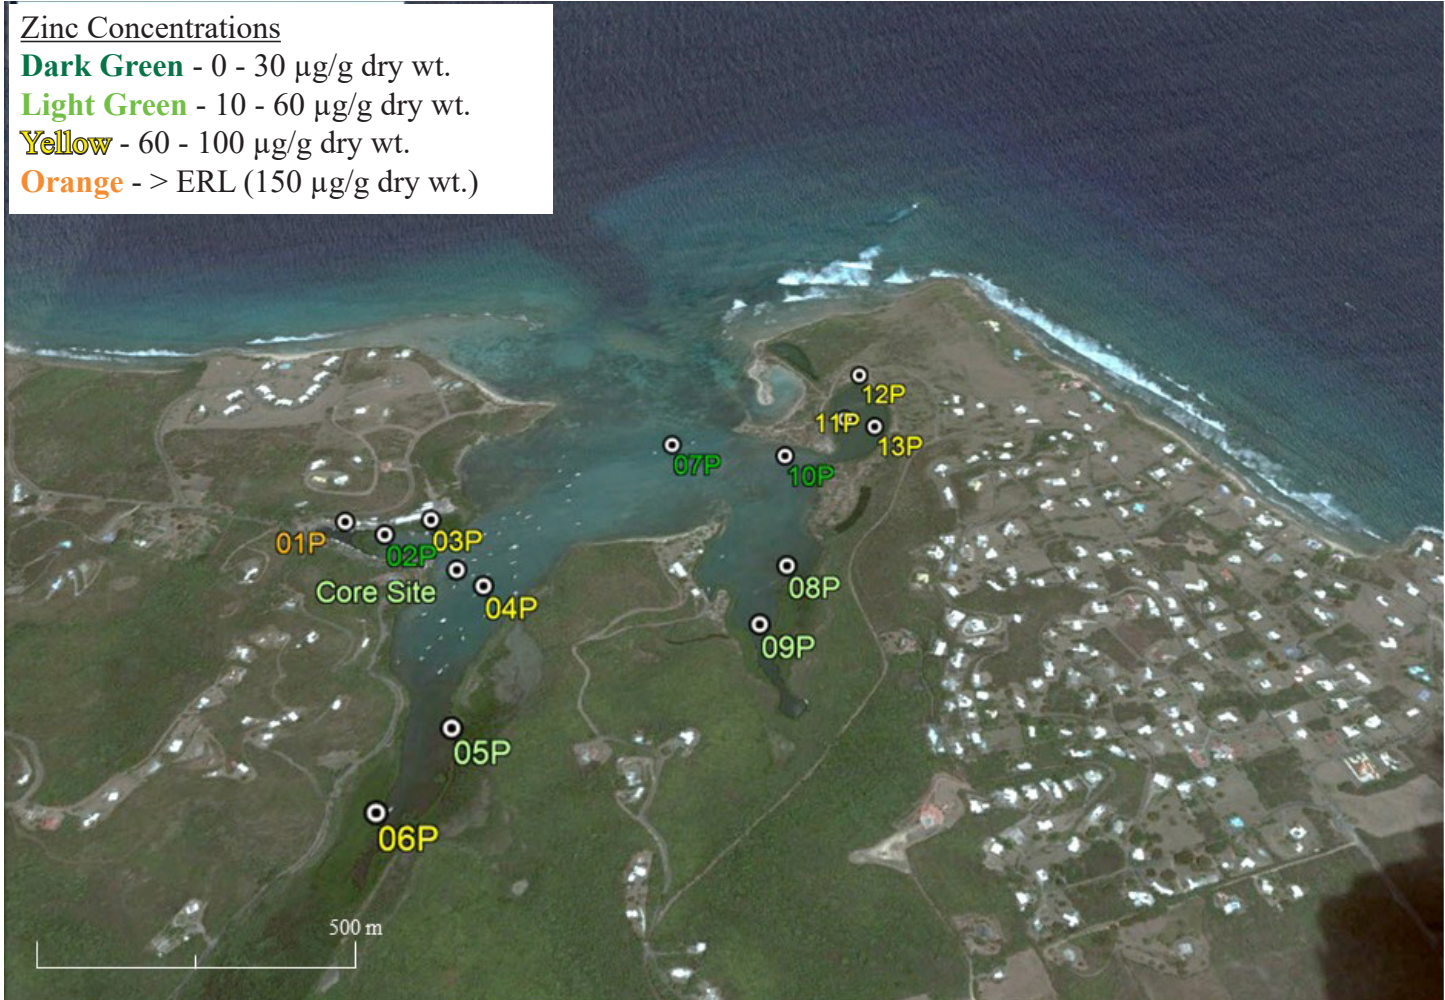 Zinc Concentrations
Dark Green - 0 - 30 µg/g dry wt.
Light Green - 10 - 60 µg/g dry wt.
Yellow - 60 - 100 µg/g dry wt.
Orange - > ERL (150 µg/g dry wt.)
12P
11P
13P
07P
10P
01P
02P
03P
Core Site
04P
08P
09P
05P
06P
500 m